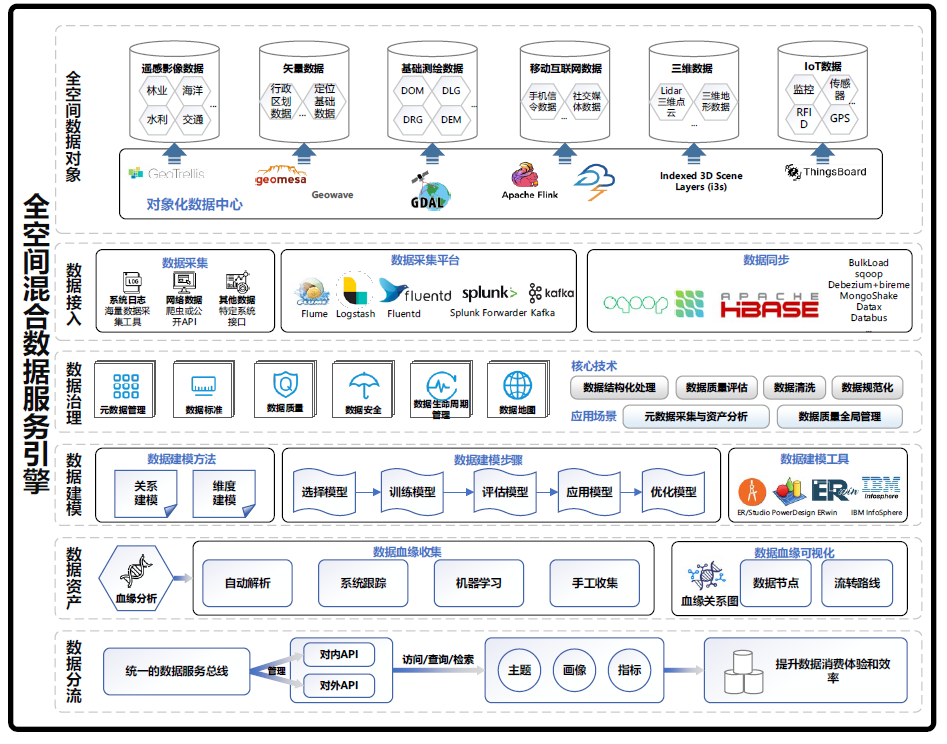 全空间混合数据服务引擎
全空间数据对象
遥感影像数据
林业
海洋
...
水利
交通
矢量数据
行政
区划
数据
...
定位
基础
数据
基础测绘数据
DOM
DLG
...
DRG
DEM
移动互联网数据
手机信
令数据
社交媒
体数据
...
三维数据
Lidar
三维点
云
三维地
形数据
...
IoT数据
监控
传感
器
...
RFI
D
GPS
GeoTrellis
geomesa
Geowave
GDAL
Apache Flink
Indexed 3D Scene
Layers (i3s)
ThingsBoard
对象化数据中心
数据接入
数据采集
LOG
系统日志
海量数据采
集工具
网络数据
爬虫或公
开API
其他数据
特定系统
接口
数据采集平台
Flume
Logstash
fluentd
Fluentd
splunk>
Splunk Forwarder
kafka
Kafka
数据同步
sqoop
APACHE
HBASE
BulkLoad
sqoop
Debezium+bireme
MongoShake
Datax
Databus
...
数据治理
元数据管理
数据标准
数据质量
数据安全
数据生命周期
管理
数据地图
核心技术
数据结构化处理
数据质量评估
数据清洗
数据规范化
应用场景
元数据采集与资产分析
数据质量全局管理
数据建模
数据建模方法
关系
建模
维度
建模
数据建模步骤
选择模型
训练模型
评估模型
应用模型
优化模型
数据建模工具
ERwin
IBM
Infosphere
ER/Studio PowerDesign ERwin
IBM InfoSphere
数据资产
血缘分析
数据血缘收集
自动解析
系统跟踪
机器学习
手工收集
数据血缘可视化
血缘关系图
数据节点
流转路线
数据分流
统一的数据服务总线
管理
对内API
对外API
访问/查询/检索
主题
画像
指标
提升数据消费体验和效
率